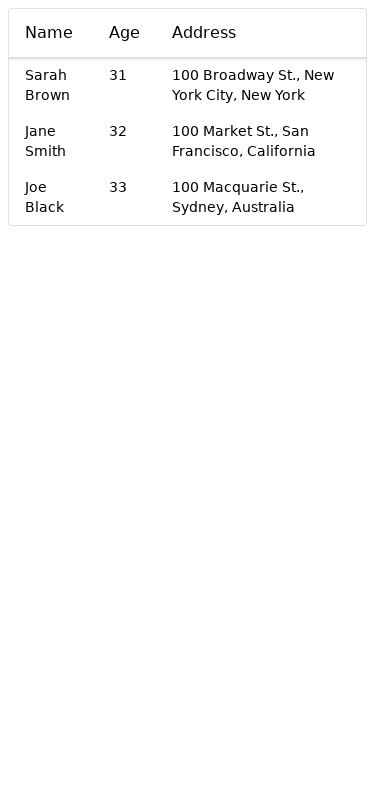 Name Age Address
Sarah Brown 31 100 Broadway St., New York City, New York
Jane Smith 32 100 Market St., San Francisco, California
Joe Black 33 100 Macquarie St., Sydney, Australia